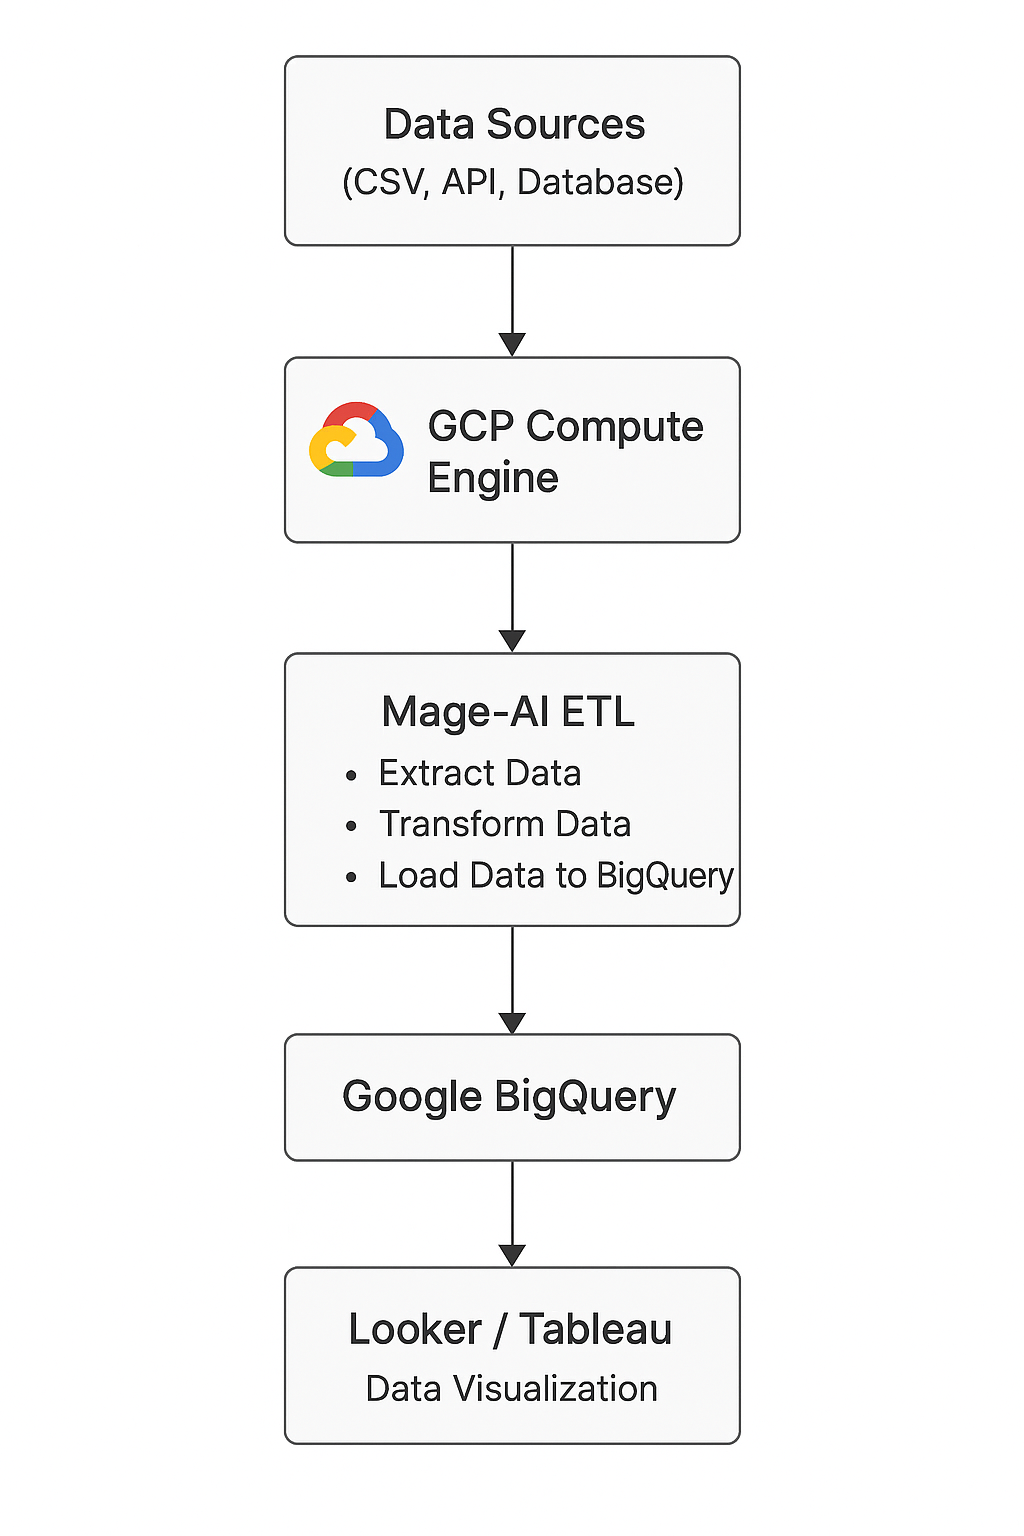 Data Sources
(CSV, API, Database)
GCP Compute
Engine
Mage-AI ETL
• Extract Data
• Transform Data
• Load Data to BigQuery
Google BigQuery
Looker / Tableau
Data Visualization